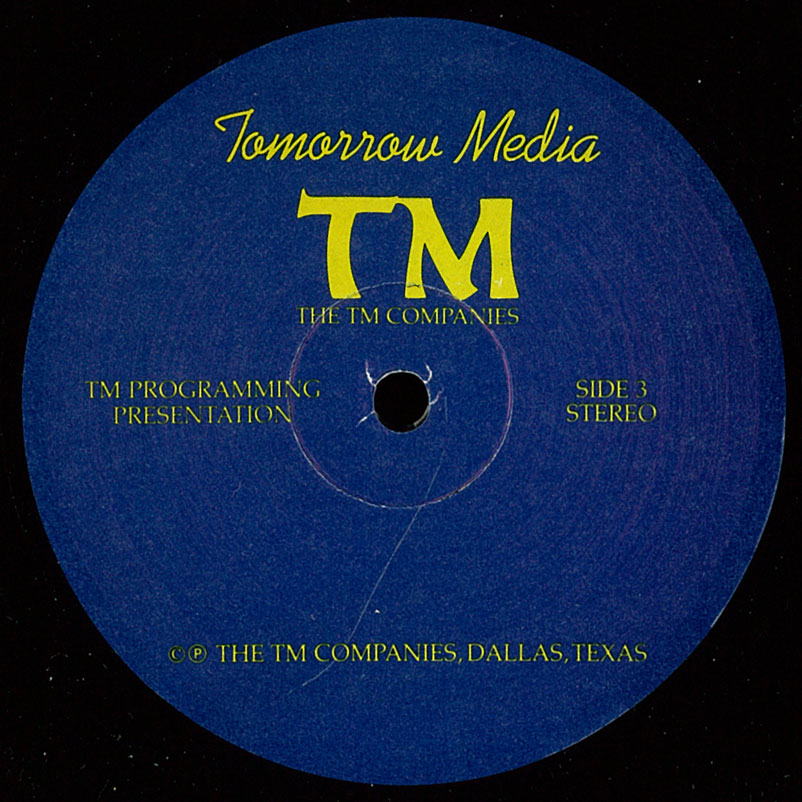 Tomorrow Media
TM
THE TM COMPANIES
TM PROGRAMMING
PRESENTATION
SIDE 3
STEREO
©℗ THE TM COMPANIES, DALLAS, TEXAS